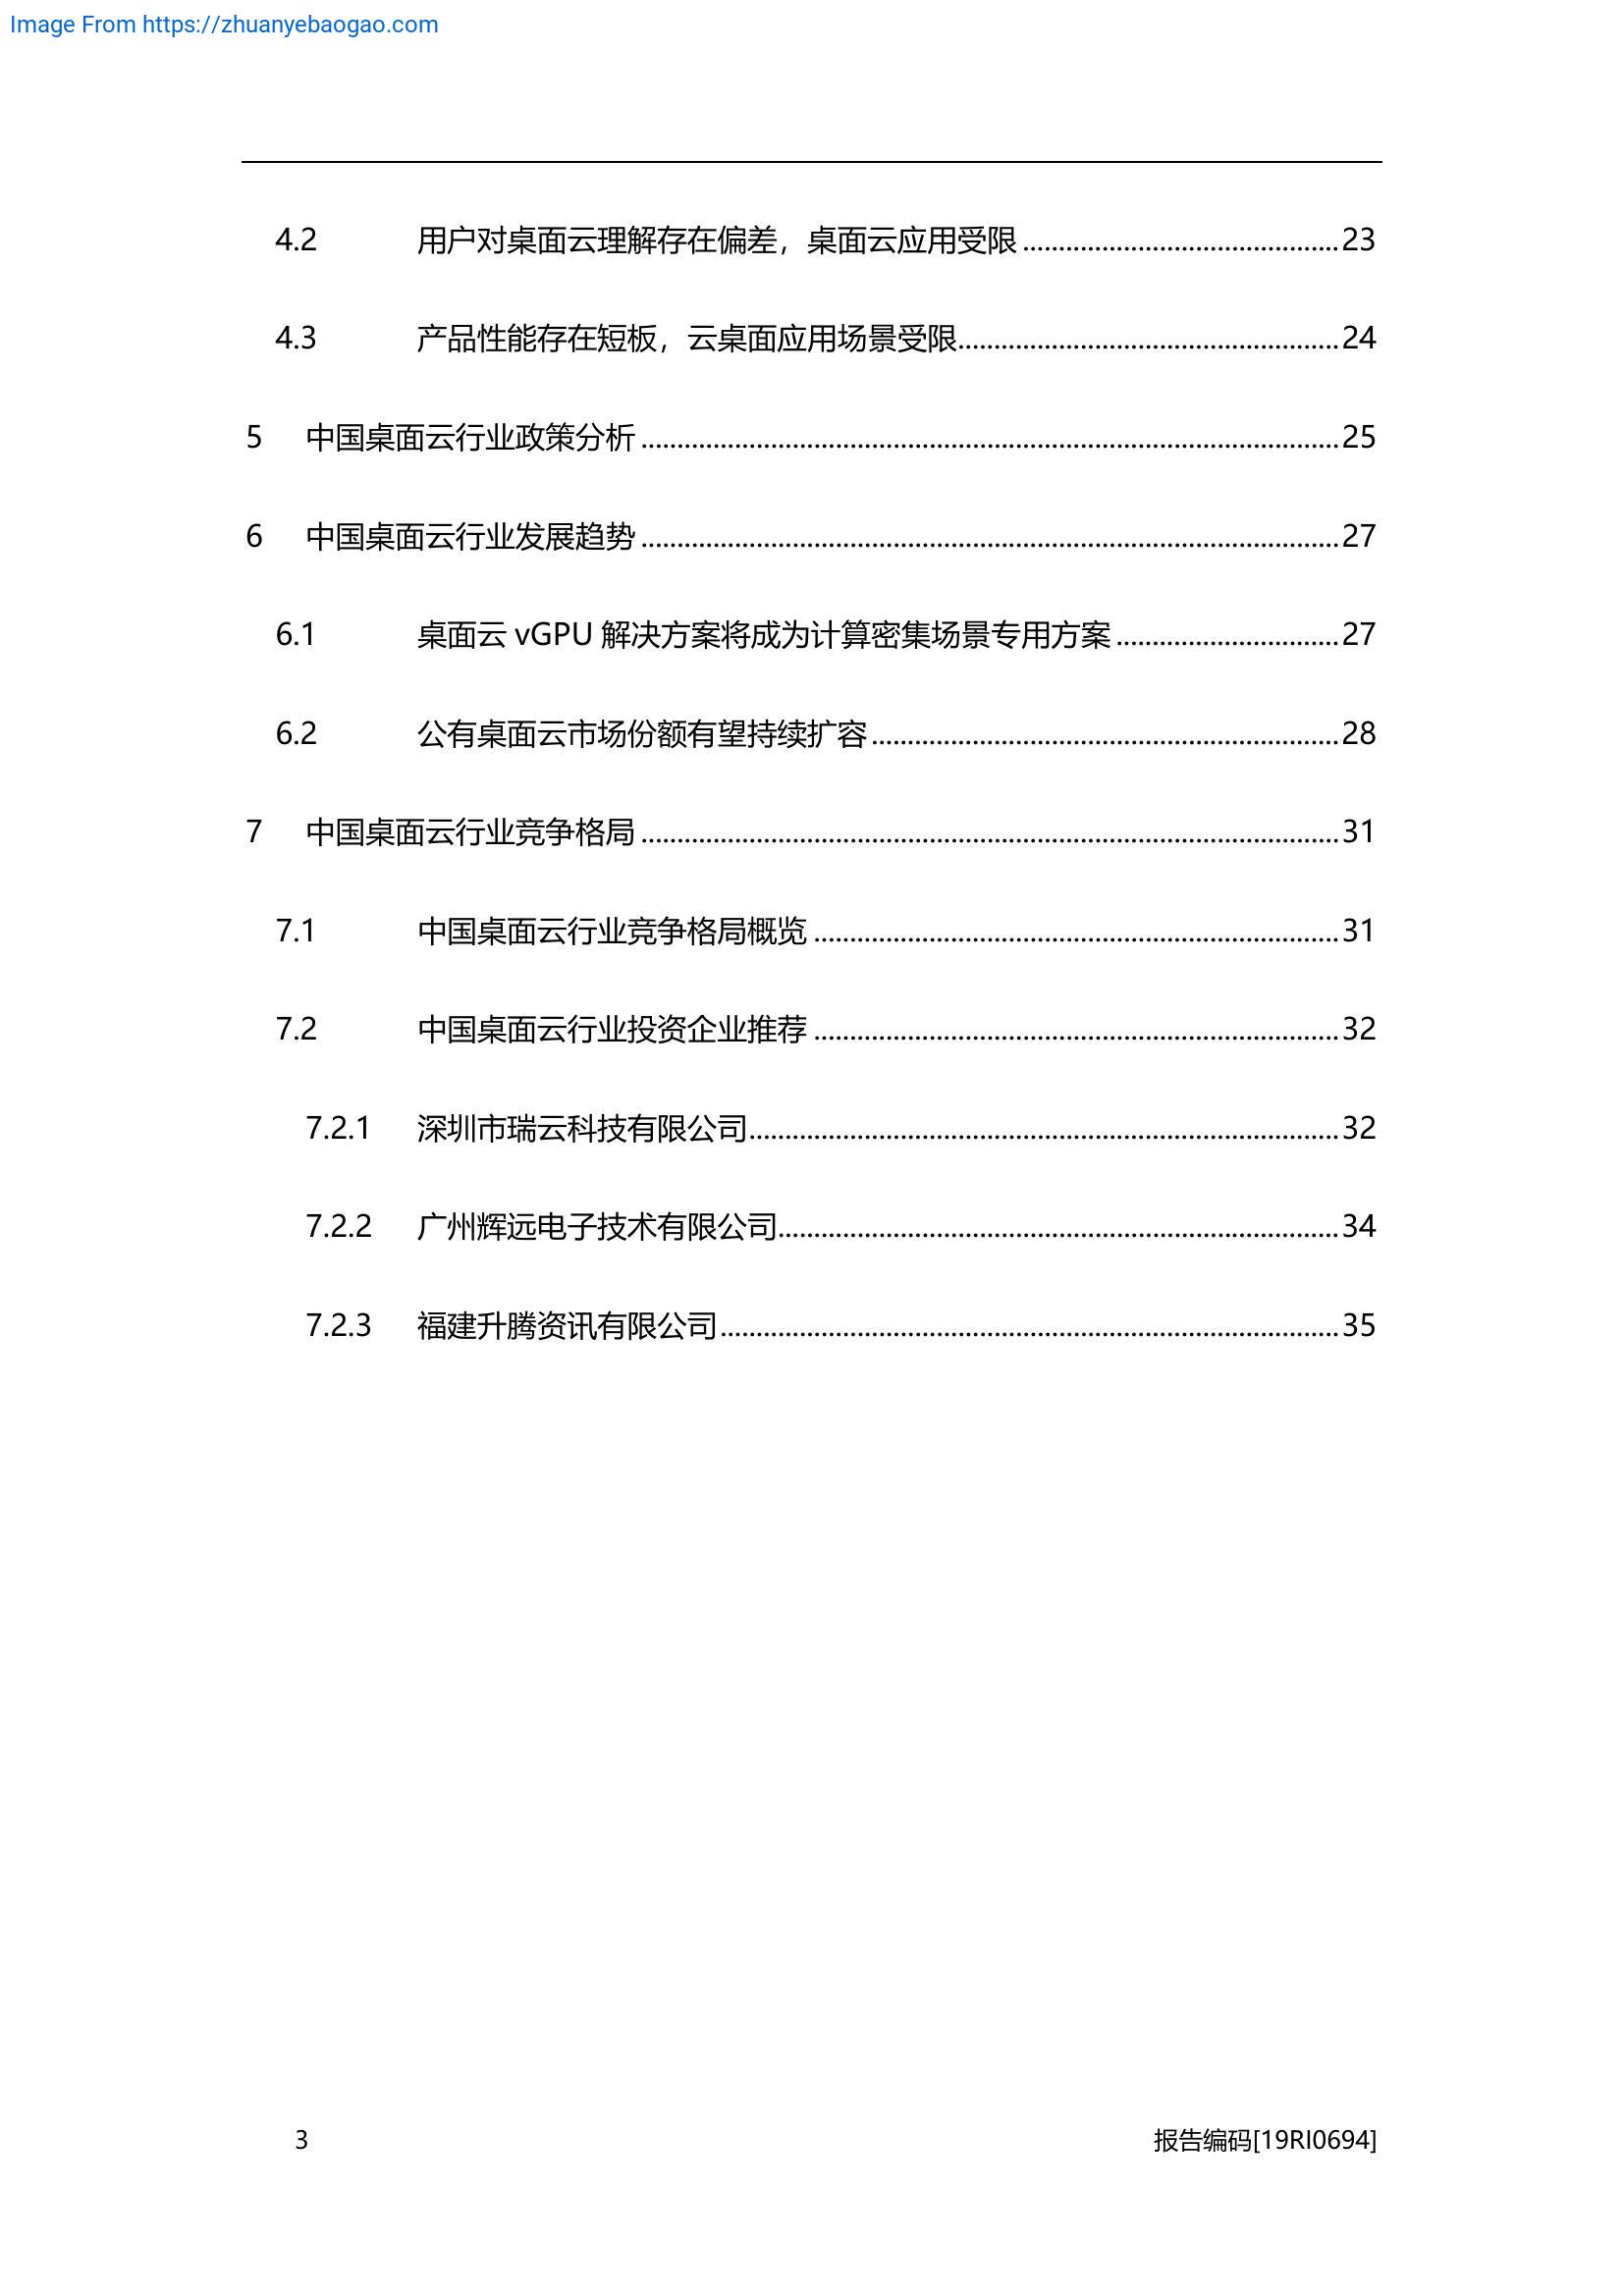 Image From https://zhuanyebaogao.com
4.2 用户对桌面云理解存在偏差，桌面云应用受限 ............................................ 23
4.3 产品性能存在短板，云桌面应用场景受限..................................................... 24
5 中国桌面云行业政策分析 ................................................................................................. 25
6 中国桌面云行业发展趋势 ................................................................................................. 27
6.1 桌面云 vGPU 解决方案将成为计算密集场景专用方案 ............................... 27
6.2 公有桌面云市场份额有望持续扩容 ................................................................. 28
7 中国桌面云行业竞争格局 ................................................................................................. 31
7.1 中国桌面云行业竞争格局概览 ......................................................................... 31
7.2 中国桌面云行业投资企业推荐 ......................................................................... 32
7.2.1 深圳市瑞云科技有限公司.................................................................................. 32
7.2.2 广州辉远电子技术有限公司.............................................................................. 34
7.2.3 福建升腾资讯有限公司 ...................................................................................... 35
3 报告编码[19RI0694]